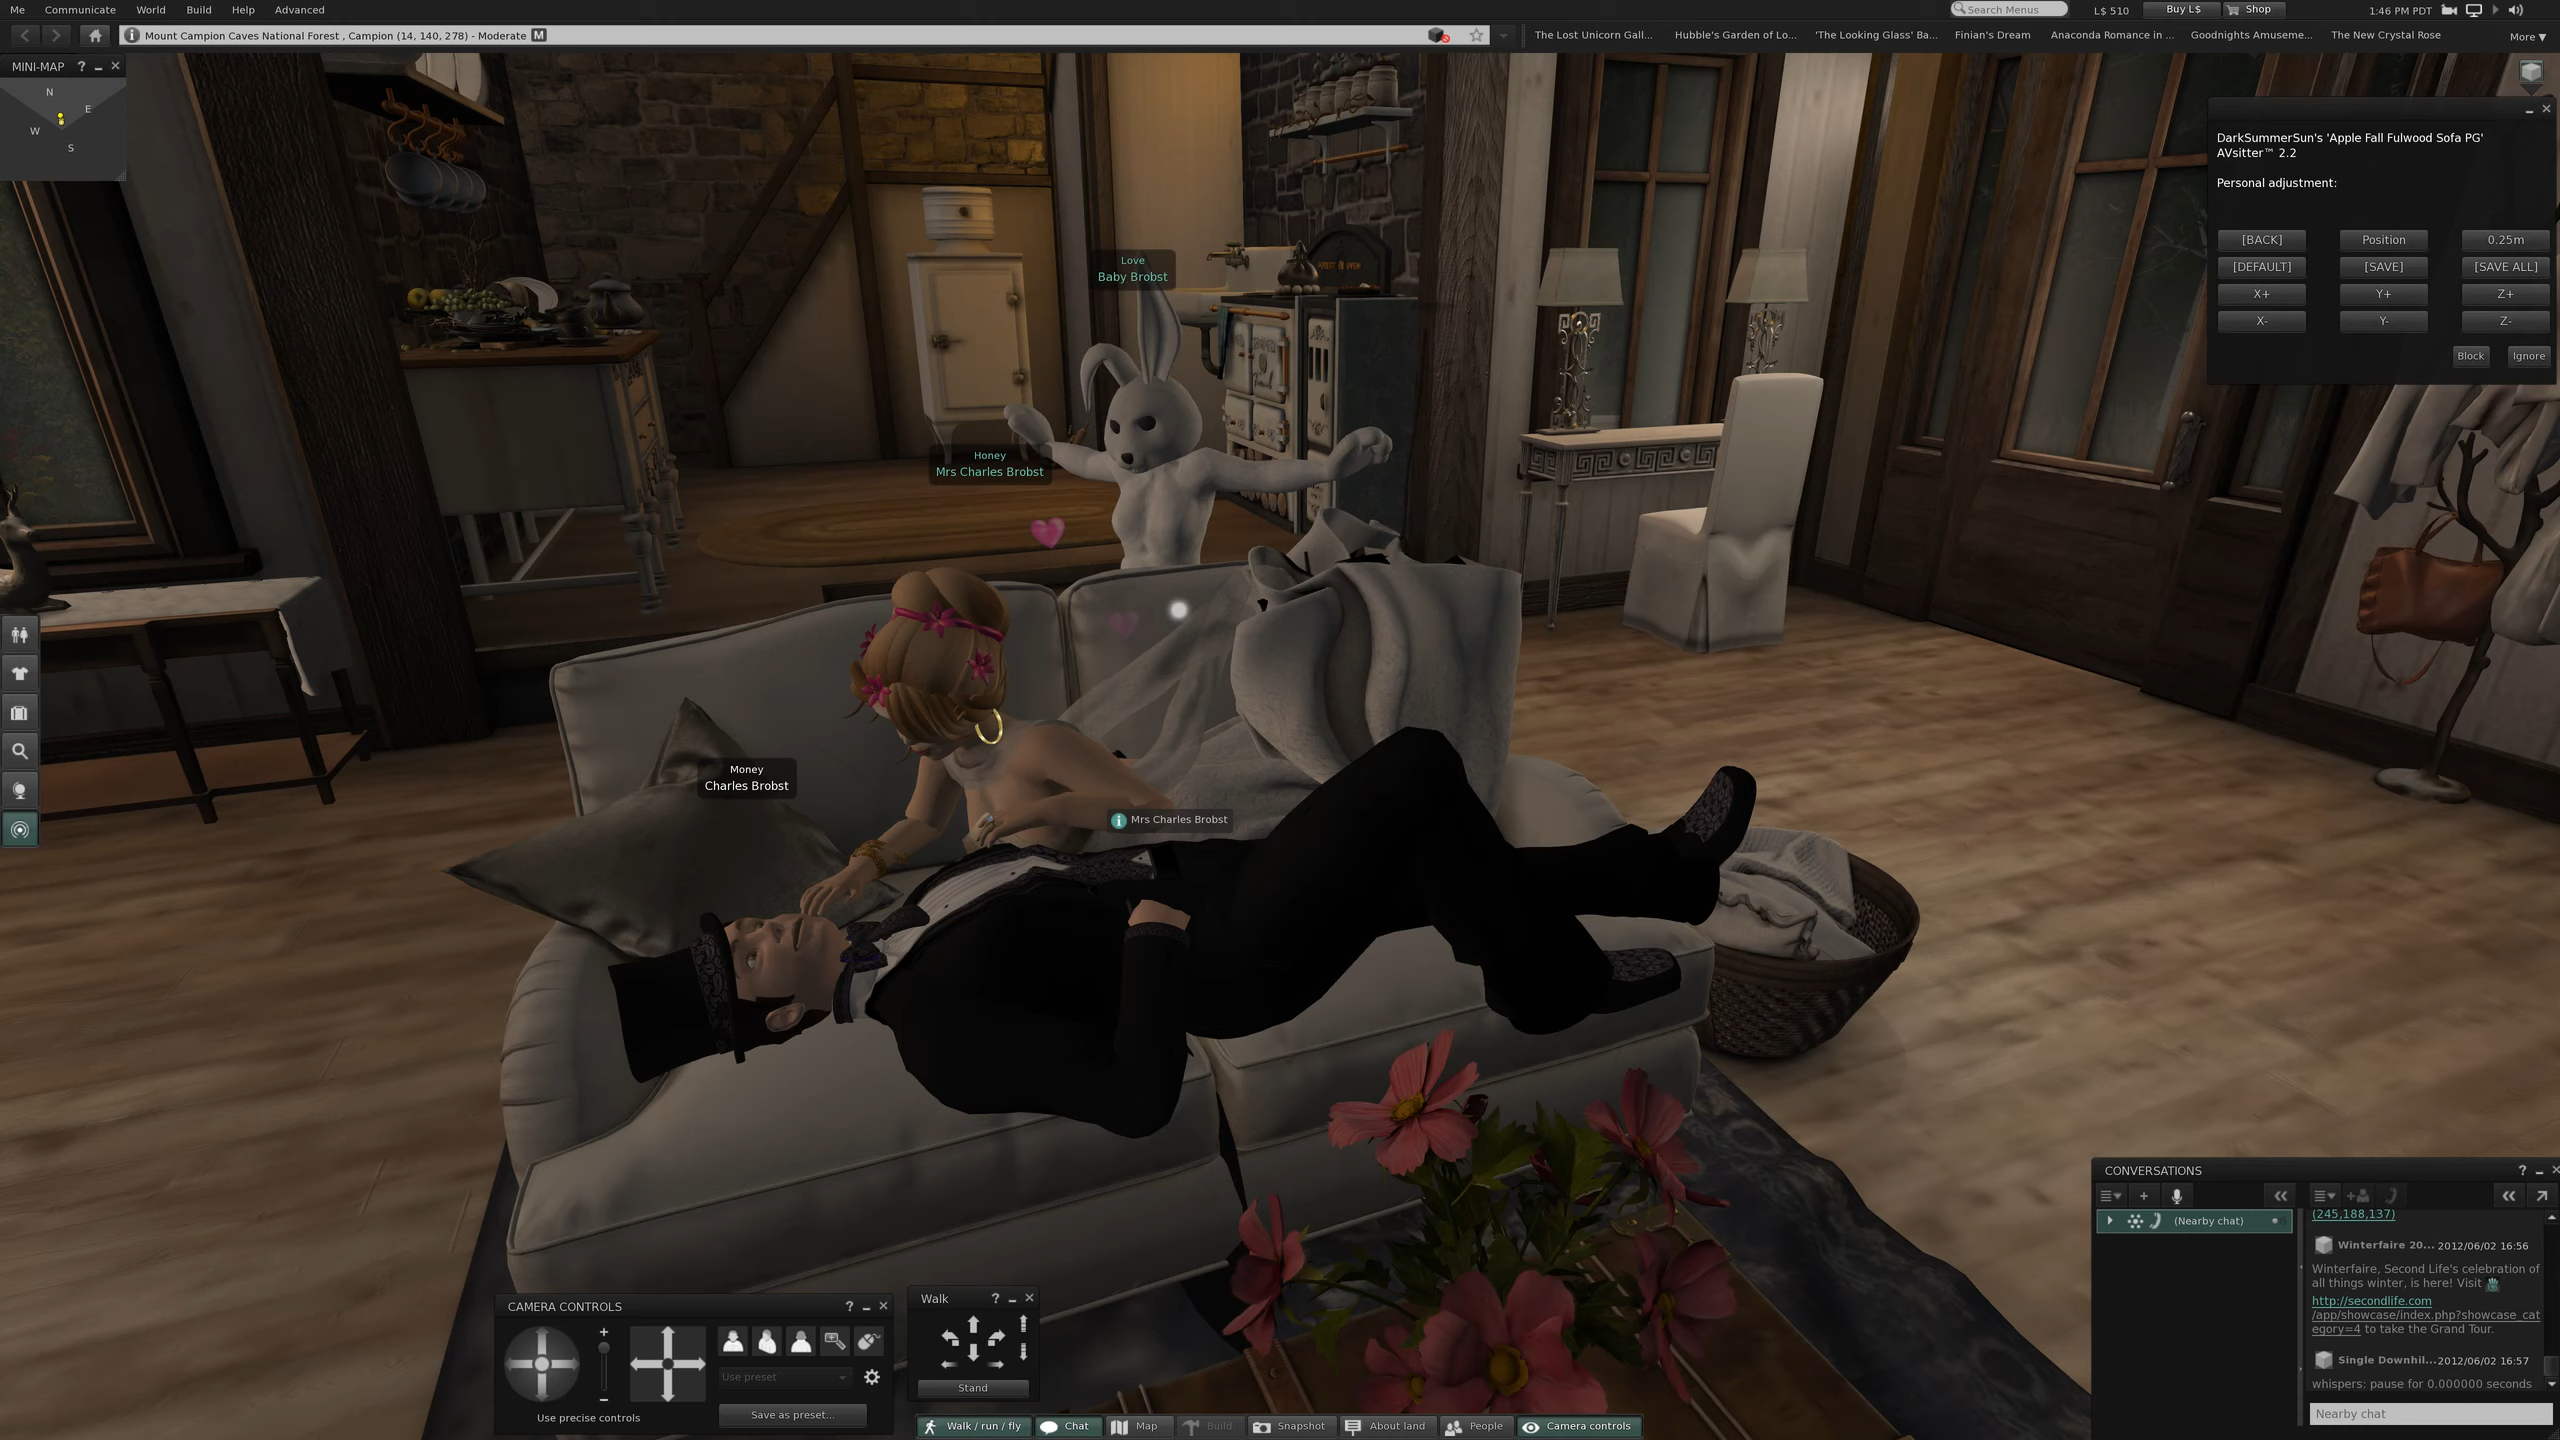 Me Communicate World Build Help Advanced
Search Menus
L$ 510
Buy L$
Shop
1:46 PM PDT
Mount Campion Caves National Forest , Campion (14, 140, 278) - Moderate M
The Lost Unicorn Gall...
Hubble's Garden of Lo...
'The Looking Glass' Ba...
Finian's Dream
Anaconda Romance in ...
Goodnights Amuseme...
The New Crystal Rose
More ▼
MINI-MAP ?
N
E
W
S
DarkSummerSun's 'Apple Fall Fulwood Sofa PG'
AVsitter™ 2.2
Personal adjustment:
[BACK] Position 0.25m
[DEFAULT] [SAVE] [SAVE ALL]
X+ Y+ Z+
X- Y- Z-
Block Ignore
Love
Baby Brobst
Honey
Mrs Charles Brobst
Money
Charles Brobst
Mrs Charles Brobst
CONVERSATIONS ?
(Nearby chat)
(245,188,137)
Winterfaire 20... 2012/06/02 16:56
Winterfaire, Second Life's celebration of
all things winter, is here! Visit
http://secondlife.com
/app/showcase/index.php?showcase_cat
egory=4 to take the Grand Tour.
Single Downhil... 2012/06/02 16:57
whispers: pause for 0.000000 seconds
Nearby chat
CAMERA CONTROLS ?
Use preset
Use precise controls
Save as preset...
Walk ?
Stand
Walk / run / fly
Chat
Map
Build
Snapshot
About land
People
Camera controls